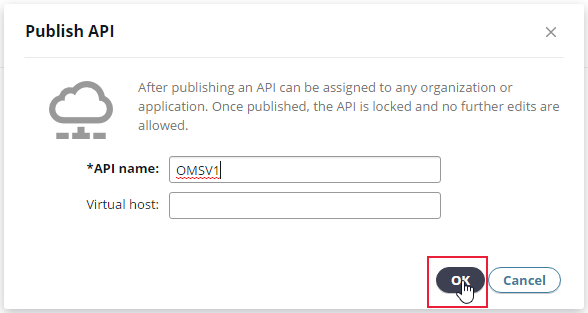 Publish API
After publishing an API can be assigned to any organization or
application. Once published, the API is locked and no further edits are
allowed.
*API name: OMSV1
Virtual host:
OK Cancel